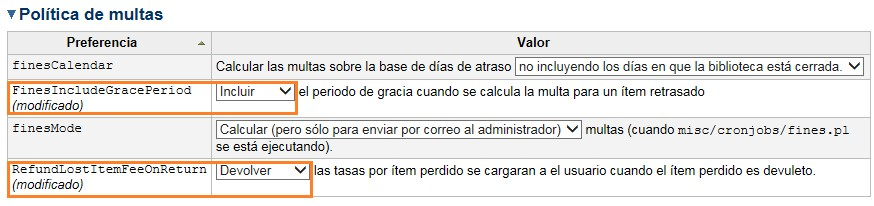 Política de multas
Preferencia Valor
finesCalendar Calcular las multas sobre la base de días de atraso no incluyendo los días en que la biblioteca está cerrada.
FinesIncludeGracePeriod Incluir el periodo de gracia cuando se calcula la multa para un ítem retrasado
(modificado)
finesMode Calcular (pero sólo para enviar por correo al administrador) multas (cuando misc/cronjobs/fines.pl
se está ejecutando).
RefundLostItemFeeOnReturn Devolver las tasas por ítem perdido se cargaran a el usuario cuando el ítem perdido es devuleto.
(modificado)